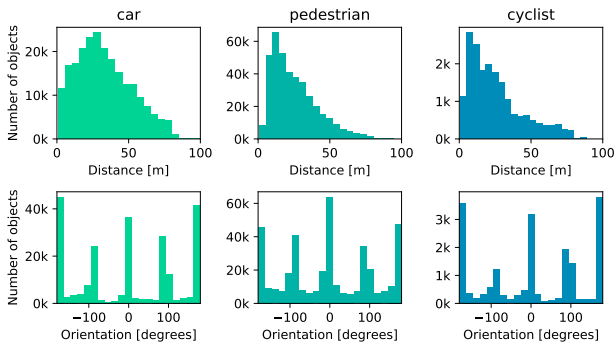 car pedestrian cyclist
Number of objects
20k
10k
0k
60k
40k
20k
0k
2k
1k
0k
0 50 100 0 50 100 0 50 100
Distance [m] Distance [m] Distance [m]
Number of objects
40k
20k
0k
60k
40k
20k
0k
3k
2k
1k
0k
−100 0 100 −100 0 100 −100 0 100
Orientation [degrees] Orientation [degrees] Orientation [degrees]